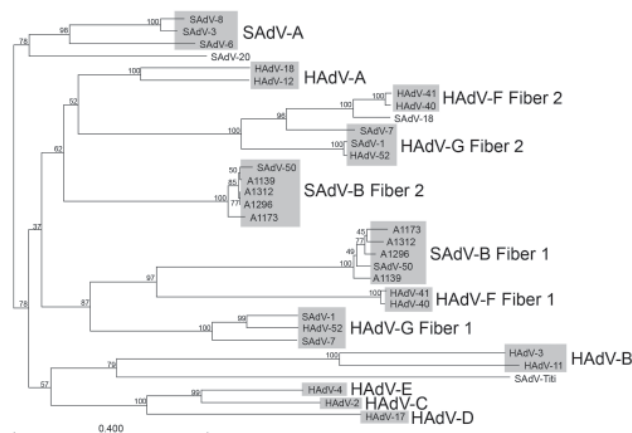 SAdV-8
100
SAdV-3
SAdV-A
98
SAdV-6
78
SAdV-20
HAdV-18
100
HAdV-A
HAdV-12
52
HAdV-41
100
HAdV-40
HAdV-F Fiber 2
100
SAdV-18
98
SAdV-7
100
SAdV-1
HAdV-G Fiber 2
100
HAdV-52
62
50
SAdV-50
85
A1139
A1312
SAdV-B Fiber 2
77
A1296
100
A1173
37
45
A1173
77
A1312
49
A1296
SAdV-B Fiber 1
100
SAdV-50
A1139
97
HAdV-41
100
HAdV-40
HAdV-F Fiber 1
87
SAdV-1
99
HAdV-52
HAdV-G Fiber 1
100
SAdV-7
78
HAdV-3
100
HAdV-B
HAdV-11
79
SAdV-Titi
57
HAdV-4
HAdV-E
99
HAdV-2
HAdV-C
100
HAdV-17
HAdV-D
0.400